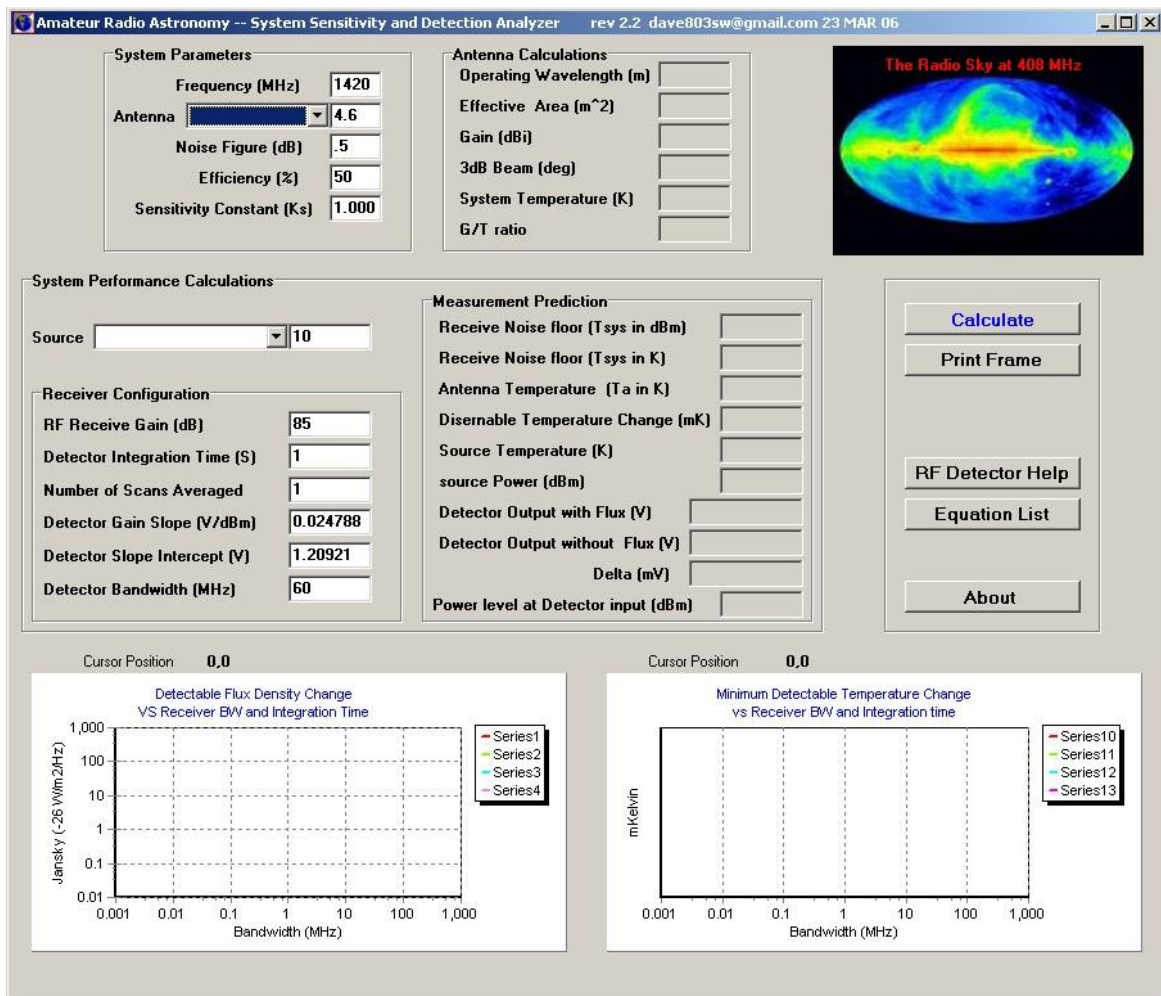 Amateur Radio Astronomy -- System Sensitivity and Detection Analyzer rev 2.2 dave803sw@gmail.com 23 MAR 06
System Parameters
Frequency (MHz) 1420
Antenna 4.6
Noise Figure (dB) .5
Efficiency (%) 50
Sensitivity Constant (Ks) 1.000
Antenna Calculations
Operating Wavelength (m)
Effective Area (m^2)
Gain (dBi)
3dB Beam (deg)
System Temperature (K)
G/T ratio
The Radio Sky at 408 MHz
System Performance Calculations
Source 10
Receiver Configuration
RF Receive Gain (dB) 85
Detector Integration Time (S) 1
Number of Scans Averaged 1
Detector Gain Slope (V/dBm) 0.024788
Detector Slope Intercept (V) 1.20921
Detector Bandwidth (MHz) 60
Measurement Prediction
Receive Noise floor (Tsys in dBm)
Receive Noise floor (Tsys in K)
Antenna Temperature (Ta in K)
Disernable Temperature Change (mK)
Source Temperature (K)
source Power (dBm)
Detector Output with Flux (V)
Detector Output without Flux (V)
Delta (mV)
Power level at Detector input (dBm)
Calculate
Print Frame
RF Detector Help
Equation List
About
Cursor Position 0,0
Detectable Flux Density Change
VS Receiver BW and Integration Time
Jansky (-26 W/m2/Hz)
1,000
100
10
1
0.1
0.01
0.001 0.01 0.1 1 10 100 1,000
Bandwidth (MHz)
Series1
Series2
Series3
Series4
Cursor Position 0,0
Minimum Detectable Temperature Change
vs Receiver BW and Integration time
mKelvin
0.001 0.01 0.1 1 10 100 1,000
Bandwidth (MHz)
Series10
Series11
Series12
Series13